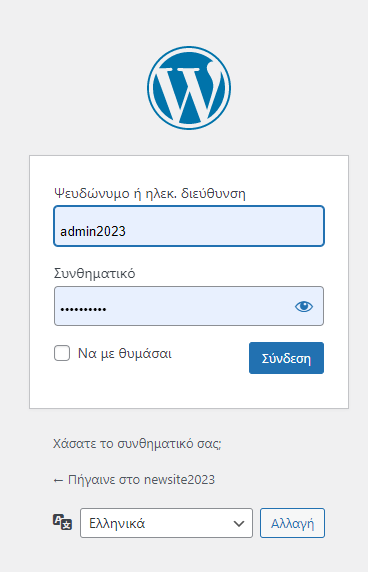 Ψευδώνυμο ή ηλεκ. διεύθυνση
admin2023
Συνθηματικό
••••••••••
Να με θυμάσαι
Σύνδεση
Χάσατε το συνθηματικό σας;
← Πήγαινε στο newsite2023
Ελληνικά
Αλλαγή